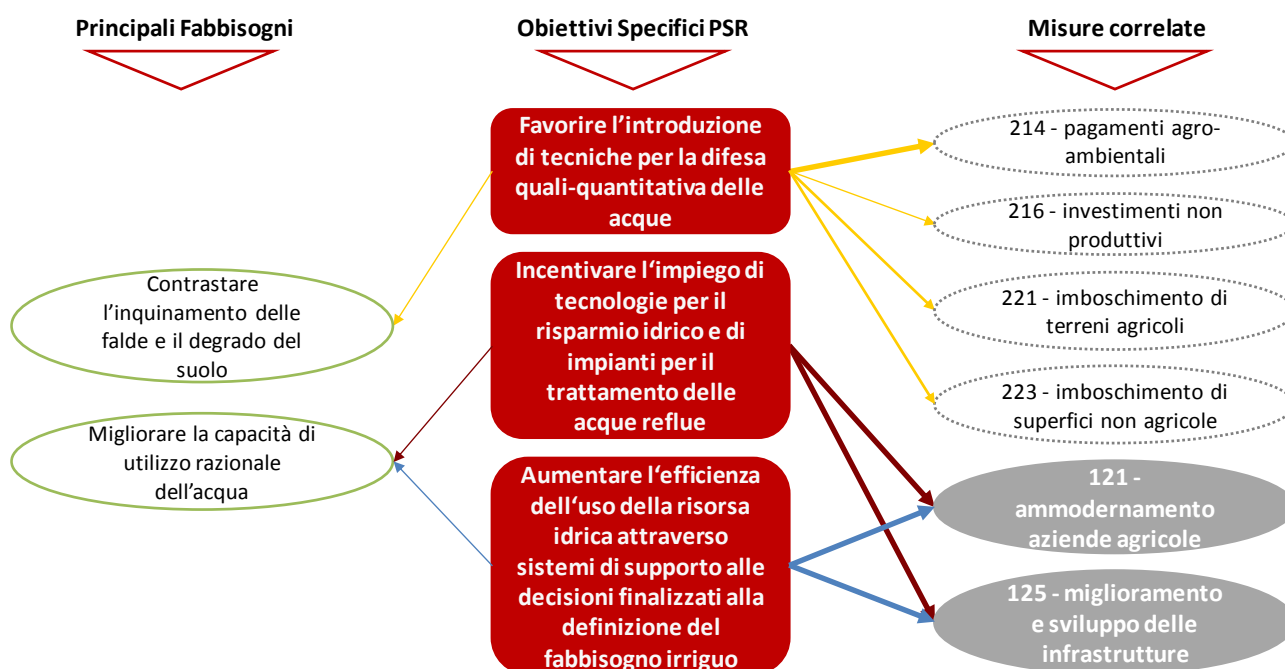 Principali Fabbisogni
Obiettivi Specifici PSR
Misure correlate
Contrastare
l'inquinamento delle
falde e il degrado del
suolo
Migliorare la capacità di
utilizzo razionale
dell'acqua
Favorire l'introduzione
di tecniche per la difesa
quali-quantitativa delle
acque
Incentivare l'impiego di
tecnologie per il
risparmio idrico e di
impianti per il
trattamento delle
acque reflue
Aumentare l'efficienza
dell'uso della risorsa
idrica attraverso
sistemi di supporto alle
decisioni finalizzati alla
definizione del
fabbisogno irriguo
214 - pagamenti agro-
ambientali
216 - investimenti non
produttivi
221 - imboschimento di
terreni agricoli
223 - imboschimento di
superfici non agricole
121 -
ammodernamento
aziende agricole
125 - miglioramento
e sviluppo delle
infrastrutture